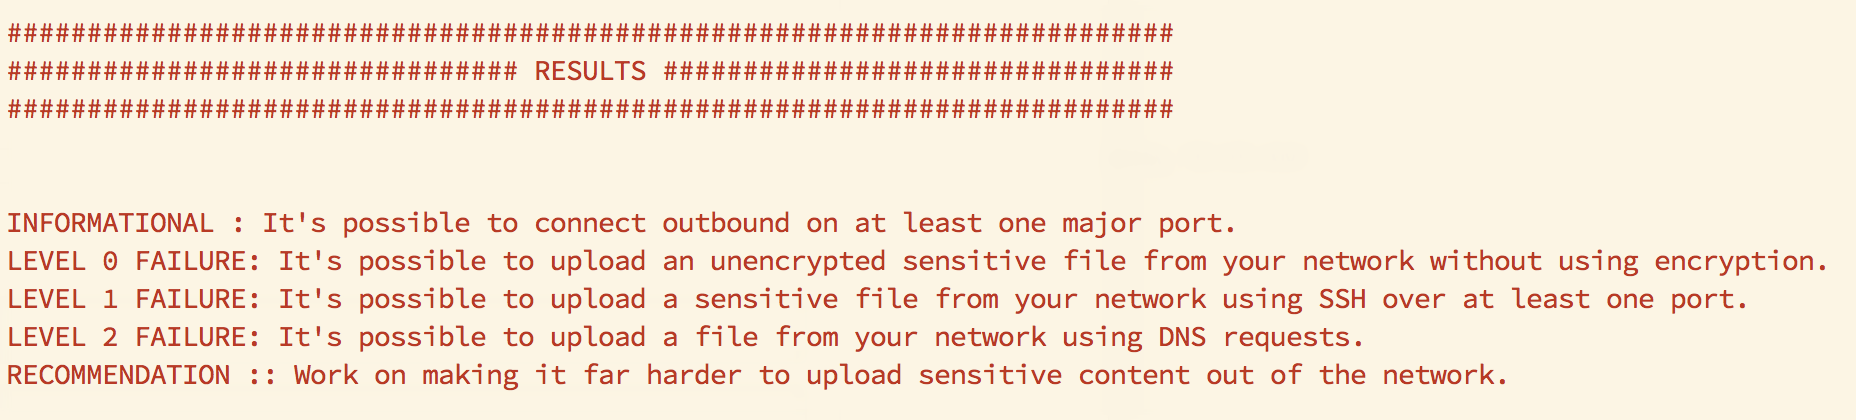 #########################################################################
################################ RESULTS ################################
#########################################################################
INFORMATIONAL : It's possible to connect outbound on at least one major port.
LEVEL 0 FAILURE: It's possible to upload an unencrypted sensitive file from your network without using encryption.
LEVEL 1 FAILURE: It's possible to upload a sensitive file from your network using SSH over at least one port.
LEVEL 2 FAILURE: It's possible to upload a file from your network using DNS requests.
RECOMMENDATION :: Work on making it far harder to upload sensitive content out of the network.